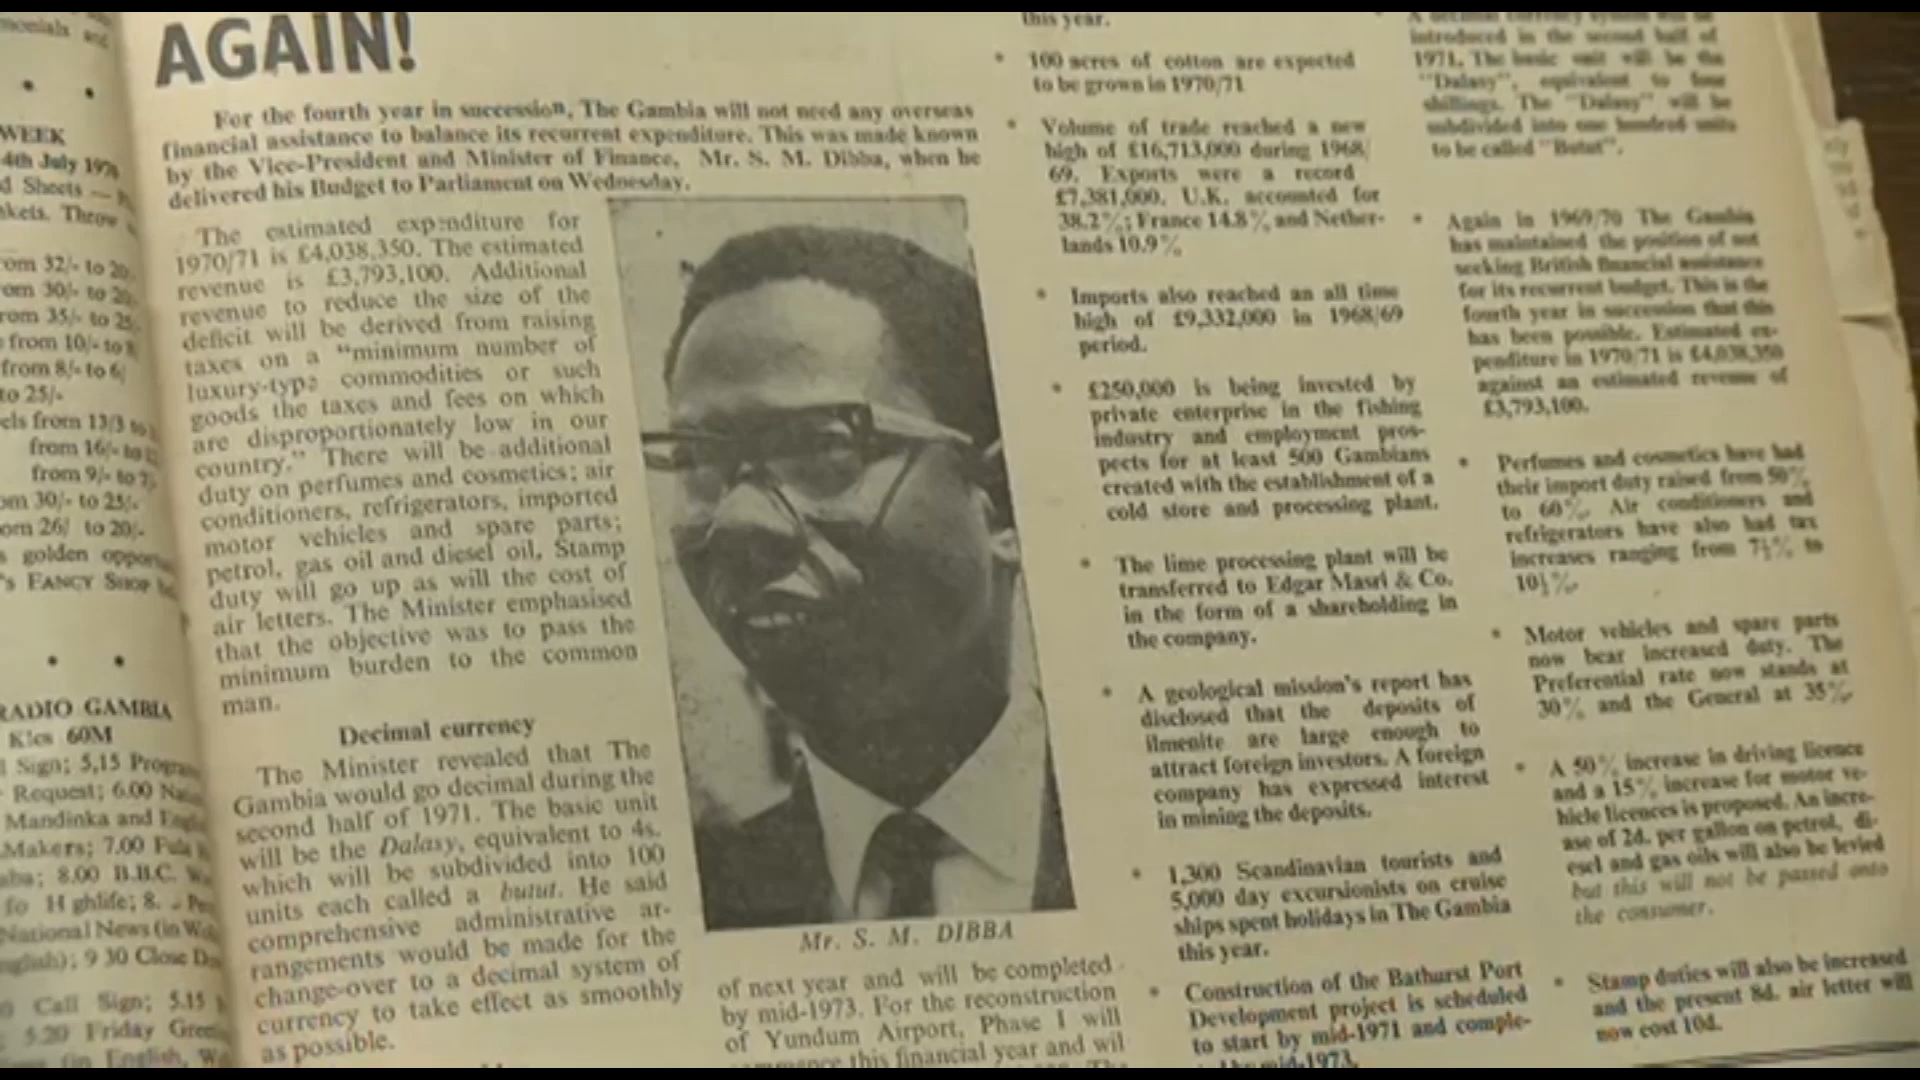 monials and
WEEK
4th July 197
d Sheets —
kets. Throw
om 32/- to 20
om 30/- to 20
rom 35/- to 25
from 10/- to 8
from 8/- to 6/
to 25/-
els from 13/3 to
from 16/- to 12
from 9/- to 7
om 30/- to 25/-
om 26/ to 20/-
s golden oppor
's FANCY SHOP
RADIO GAMBIA
Kles 60M
l Sign; 5,15 Progra
Request; 6.00 Na
Mandinka and Engl
Makers; 7.00 Fula
aba; 8.00 B.B.C.
fo H ghlife; 8.
National News (in Wo
nglish); 9 30 Close Do
Call Sign; 5.15
5.20 Friday Gree
(in English, Wo
AGAIN!
For the fourth year in succession, The Gambia will not need any overseas
financial assistance to balance its recurrent expenditure. This was made known
by the Vice-President and Minister of Finance, Mr. S. M. Dibba, when he
delivered his Budget to Parliament on Wednesday.
The estimated expenditure for
1970/71 is £4,038,350. The estimated
revenue is £3,793,100. Additional
revenue to reduce the size of the
deficit will be derived from raising
taxes on a "minimum number of
luxury-type commodities or such
goods the taxes and fees on which
are disproportionately low in our
country." There will be additional
duty on perfumes and cosmetics; air
conditioners, refrigerators, imported
motor vehicles and spare parts;
petrol, gas oil and diesel oil. Stamp
duty will go up as will the cost of
air letters. The Minister emphasised
that the objective was to pass the
minimum burden to the common
man.
Decimal currency
The Minister revealed that The
Gambia would go decimal during the
second half of 1971. The basic unit
will be the Dalasy, equivalent to 4s.
which will be subdivided into 100
units each called a butut. He said
comprehensive administrative ar-
rangements would be made for the
change-over to a decimal system of
currency to take effect as smoothly
as possible.
Mr. S. M. DIBBA
of next year and will be completed
by mid-1973. For the reconstruction
of Yundum Airport, Phase I will
commence this financial year and wil
this year.
* 100 acres of cotton are expected
to be grown in 1970/71
* Volume of trade reached a new
high of £16,713,000 during 1968/
69. Exports were a record
£7,381,000. U.K. accounted for
38.2%; France 14.8% and Nether-
lands 10.9%
* Imports also reached an all time
high of £9,332,000 in 1968/69
period.
* £250,000 is being invested by
private enterprise in the fishing
industry and employment pros-
pects for at least 500 Gambians
created with the establishment of a
cold store and processing plant.
* The lime processing plant will be
transferred to Edgar Masri & Co.
in the form of a shareholding in
the company.
* A geological mission's report has
disclosed that the deposits of
ilmenite are large enough to
attract foreign investors. A foreign
company has expressed interest
in mining the deposits.
* 1,300 Scandinavian tourists and
5,000 day excursionists on cruise
ships spent holidays in The Gambia
this year.
* Construction of the Bathurst Port
Development project is scheduled
to start by mid-1971 and comple-
by mid-1973.
A decimal currency system will be
introduced in the second half of
1971. The basic unit will be the
"Dalasy", equivalent to four
shillings. The "Dalasy" will be
subdivided into one hundred units
to be called "Butut".
* Again in 1969/70 The Gambia
has maintained the position of not
seeking British financial assistance
for its recurrent budget. This is the
fourth year in succession that this
has been possible. Estimated ex-
penditure in 1970/71 is £4,038,350
against an estimated revenue of
£3,793,100.
* Perfumes and cosmetics have had
their import duty raised from 50%
to 60%. Air conditioners and
refrigerators have also had tax
increases ranging from 7½% to
10½%.
* Motor vehicles and spare parts
now bear increased duty. The
Preferential rate now stands at
30% and the General at 35%.
* A 50% increase in driving licence
and a 15% increase for motor ve-
hicle licences is proposed. An incre-
ase of 2d. per gallon on petrol, di-
esel and gas oils will also be levied
but this will not be passed onto
the consumer.
* Stamp duties will also be increased
and the present 8d. air letter will
now cost 10d.